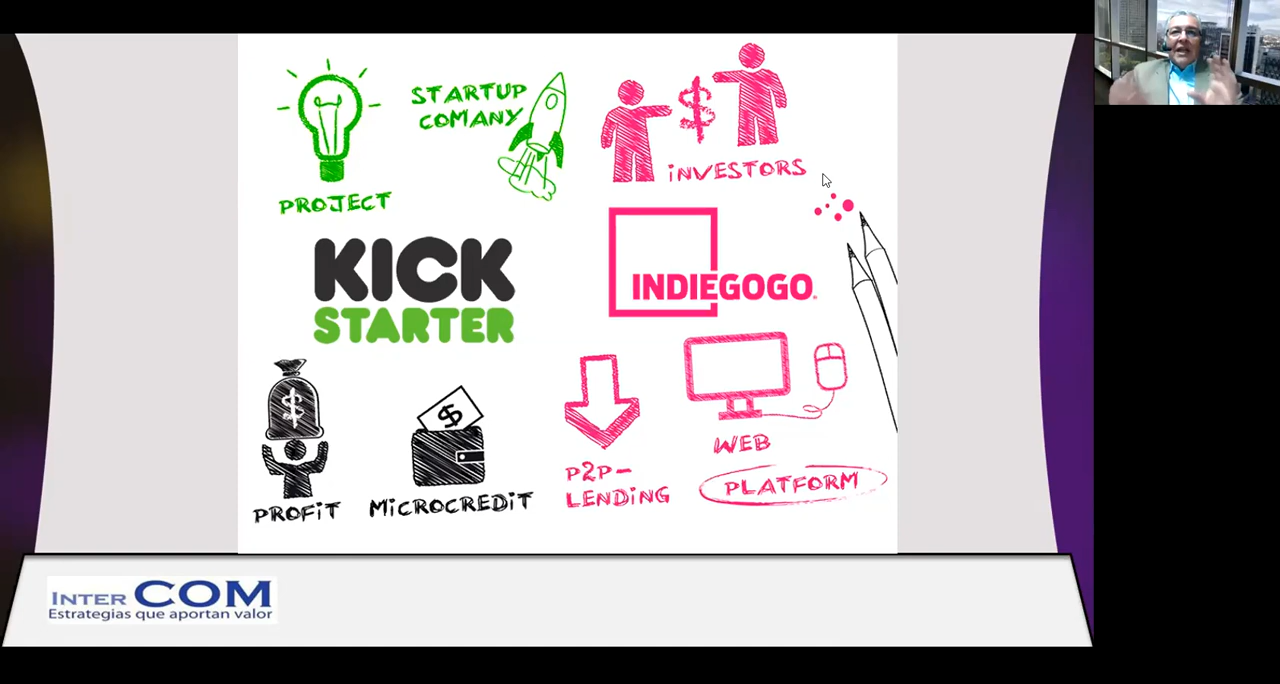 STARTUP
COMANY
INVESTORS
PROJECT
KICK
STARTER
INDIEGOGO
PROFIT
MICROCREDIT
P2P-
LENDING
WEB
PLATFORM
INTER COM
Estrategias que aportan valor